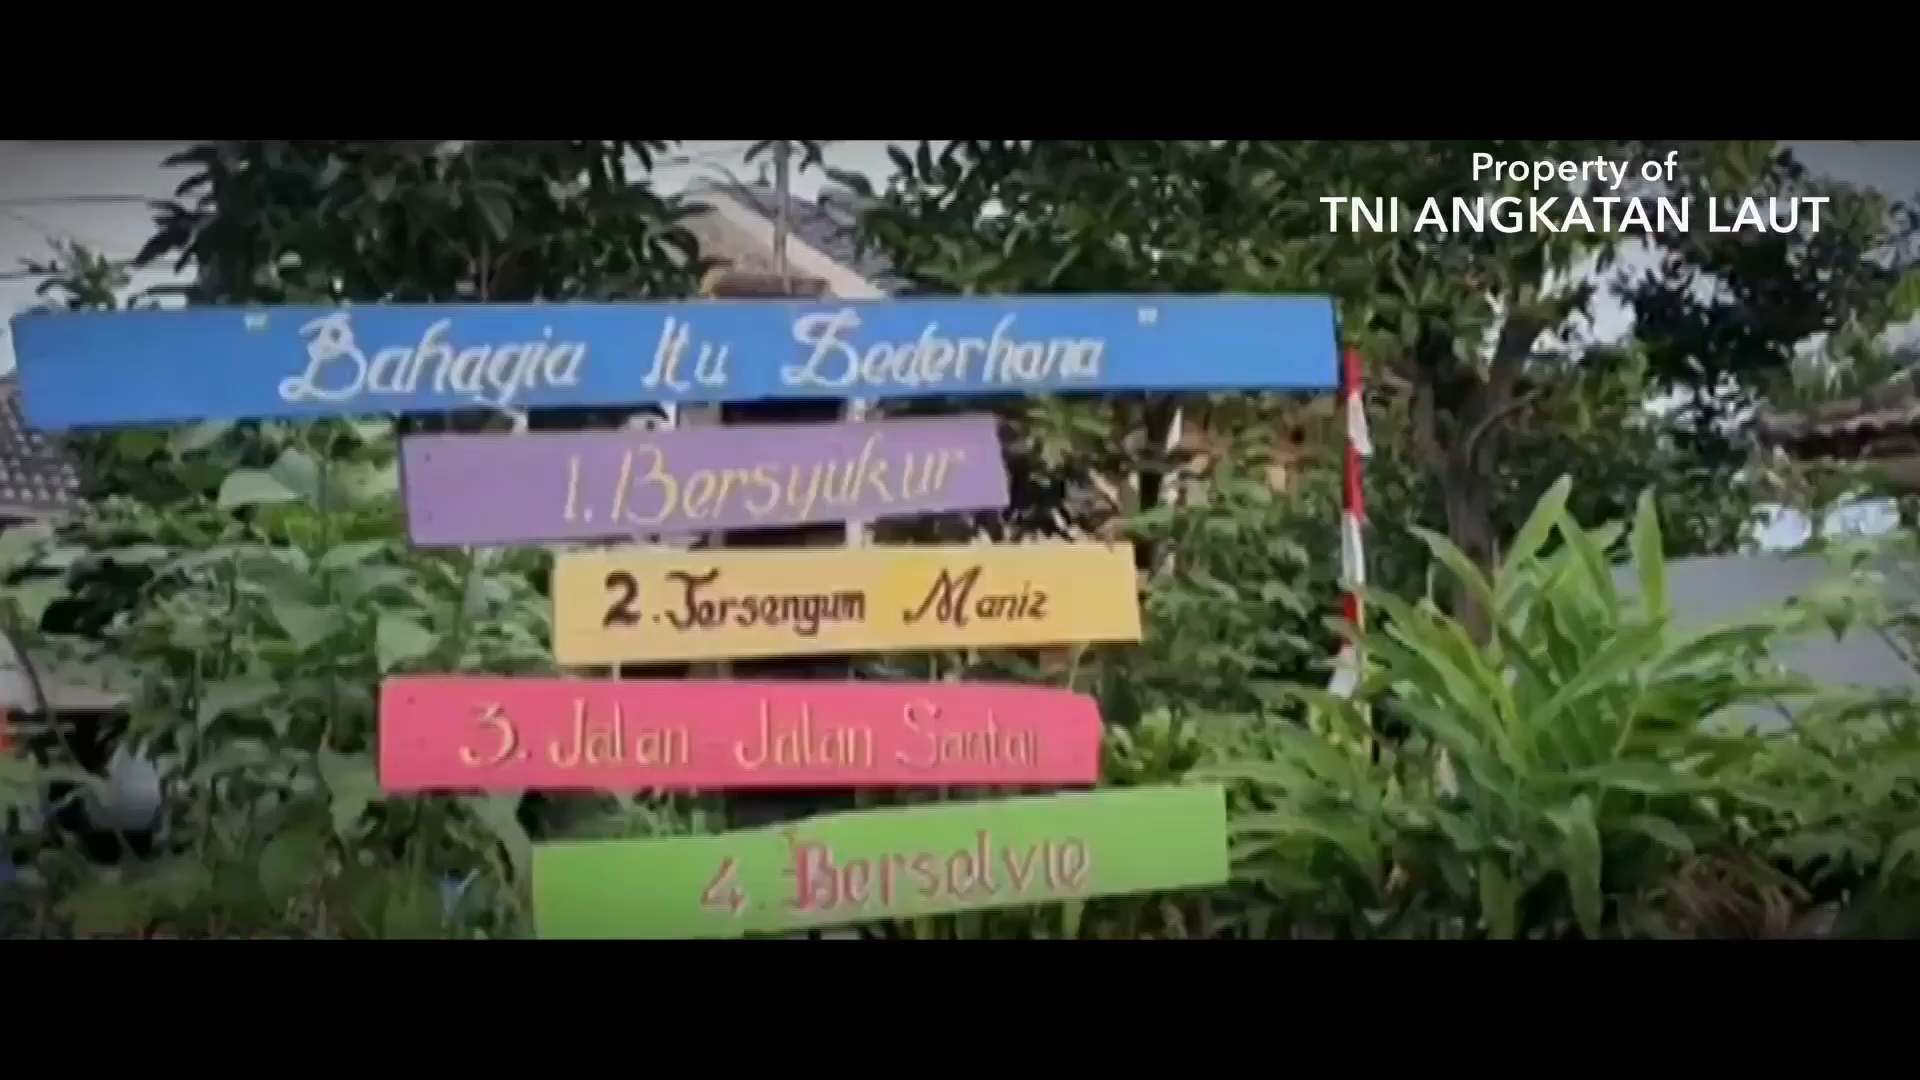 Property of
TNI ANGKATAN LAUT
" Bahagia Itu Sederhana "
1. Bersyukur
2. Tersenyum Maniz
3. Jalan-Jalan Santai
4. Berselvie